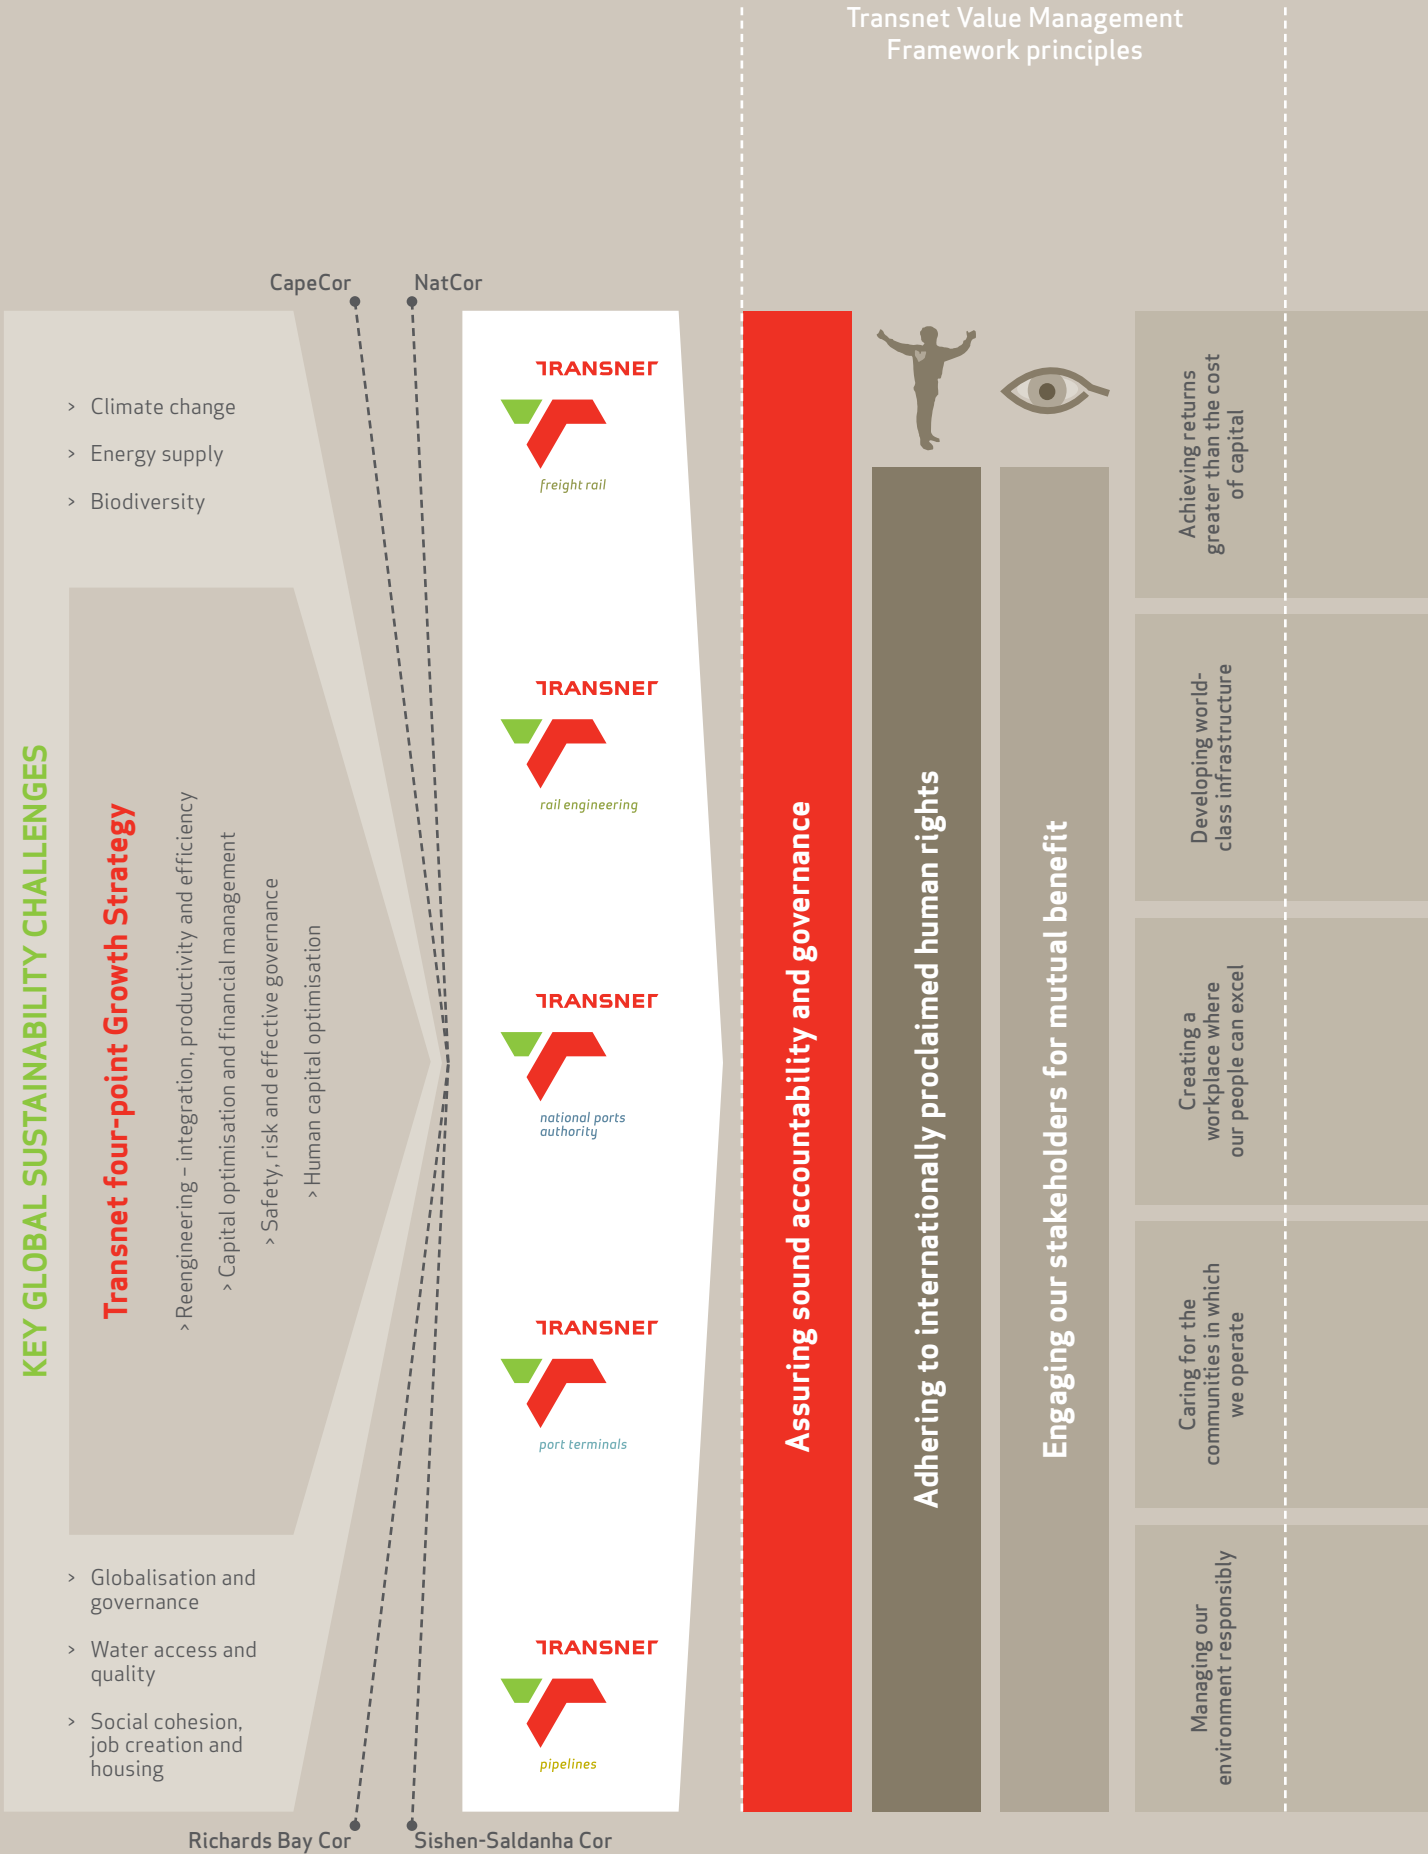 Transnet Value Management
Framework principles
CapeCor
NatCor
KEY GLOBAL SUSTAINABILITY CHALLENGES
> Climate change
> Energy supply
> Biodiversity
Transnet four-point Growth Strategy
> Reengineering – integration, productivity and efficiency
> Capital optimisation and financial management
> Safety, risk and effective governance
> Human capital optimisation
> Globalisation and
governance
> Water access and
quality
> Social cohesion,
job creation and
housing
Richards Bay Cor
Sishen-Saldanha Cor
TRANSNET
freight rail
TRANSNET
rail engineering
TRANSNET
national ports
authority
TRANSNET
port terminals
TRANSNET
pipelines
Assuring sound accountability and governance
Adhering to internationally proclaimed human rights
Engaging our stakeholders for mutual benefit
Achieving returns
greater than the cost
of capital
Developing world-
class infrastructure
Creating a
workplace where
our people can excel
Caring for the
communities in which
we operate
Managing our
environment responsibly